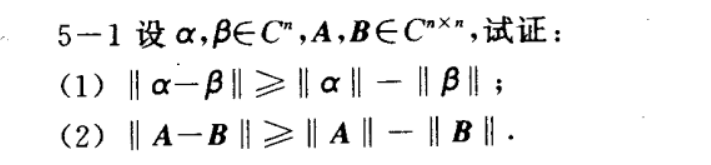 5-1 设 α,β∈Cⁿ,A,B∈Cⁿˣⁿ,试证:
(1) ‖α-β‖⩾‖α‖-‖β‖;
(2) ‖A-B‖⩾‖A‖-‖B‖.